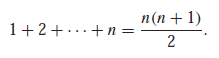 1 + 2 + · · · + n = n(n + 1)/2.